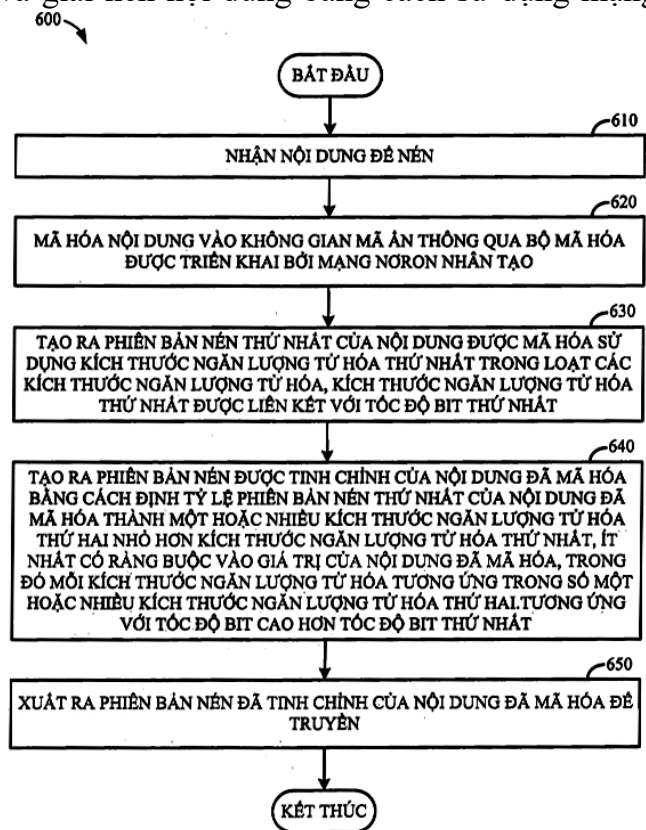 và giải nén nội dung bằng cách sử dụng mạng
600
BẮT ĐẦU
610
NHẬN NỘI DUNG ĐỂ NÉN
620
MÃ HÓA NỘI DUNG VÀO KHÔNG GIAN MÃ ẨN THÔNG QUA BỘ MÃ HÓA
ĐƯỢC TRIỂN KHAI BỞI MẠNG NƠRON NHÂN TẠO
630
TẠO RA PHIÊN BẢN NÉN THỨ NHẤT CỦA NỘI DUNG ĐƯỢC MÃ HÓA SỬ
DỤNG KÍCH THƯỚC NGĂN LƯỢNG TỬ HÓA THỨ NHẤT TRONG LOẠT CÁC
KÍCH THƯỚC NGĂN LƯỢNG TỬ HÓA, KÍCH THƯỚC NGĂN LƯỢNG TỬ HÓA
THỨ NHẤT ĐƯỢC LIÊN KẾT VỚI TỐC ĐỘ BIT THỨ NHẤT
640
TẠO RA PHIÊN BẢN NÉN ĐƯỢC TINH CHỈNH CỦA NỘI DUNG ĐÃ MÃ HÓA
BẰNG CÁCH ĐỊNH TỶ LỆ PHIÊN BẢN NÉN THỨ NHẤT CỦA NỘI DUNG ĐÃ
MÃ HÓA THÀNH MỘT HOẶC NHIỀU KÍCH THƯỚC NGĂN LƯỢNG TỬ HÓA
THỨ HAI NHỎ HƠN KÍCH THƯỚC NGĂN LƯỢNG TỬ HÓA THỨ NHẤT, ÍT
NHẤT CÓ RÀNG BUỘC VÀO GIÁ TRỊ CỦA NỘI DUNG ĐÃ MÃ HÓA, TRONG
ĐÓ MỖI KÍCH THƯỚC NGĂN LƯỢNG TỬ HÓA TƯƠNG ỨNG TRONG SỐ MỘT
HOẶC NHIỀU KÍCH THƯỚC NGĂN LƯỢNG TỬ HÓA THỨ HAI.TƯƠNG ỨNG
VỚI TỐC ĐỘ BIT CAO HƠN TỐC ĐỘ BIT THỨ NHẤT
650
XUẤT RA PHIÊN BẢN NÉN ĐÃ TINH CHỈNH CỦA NỘI DUNG ĐÃ MÃ HÓA ĐỂ
TRUYỀN
KẾT THÚC